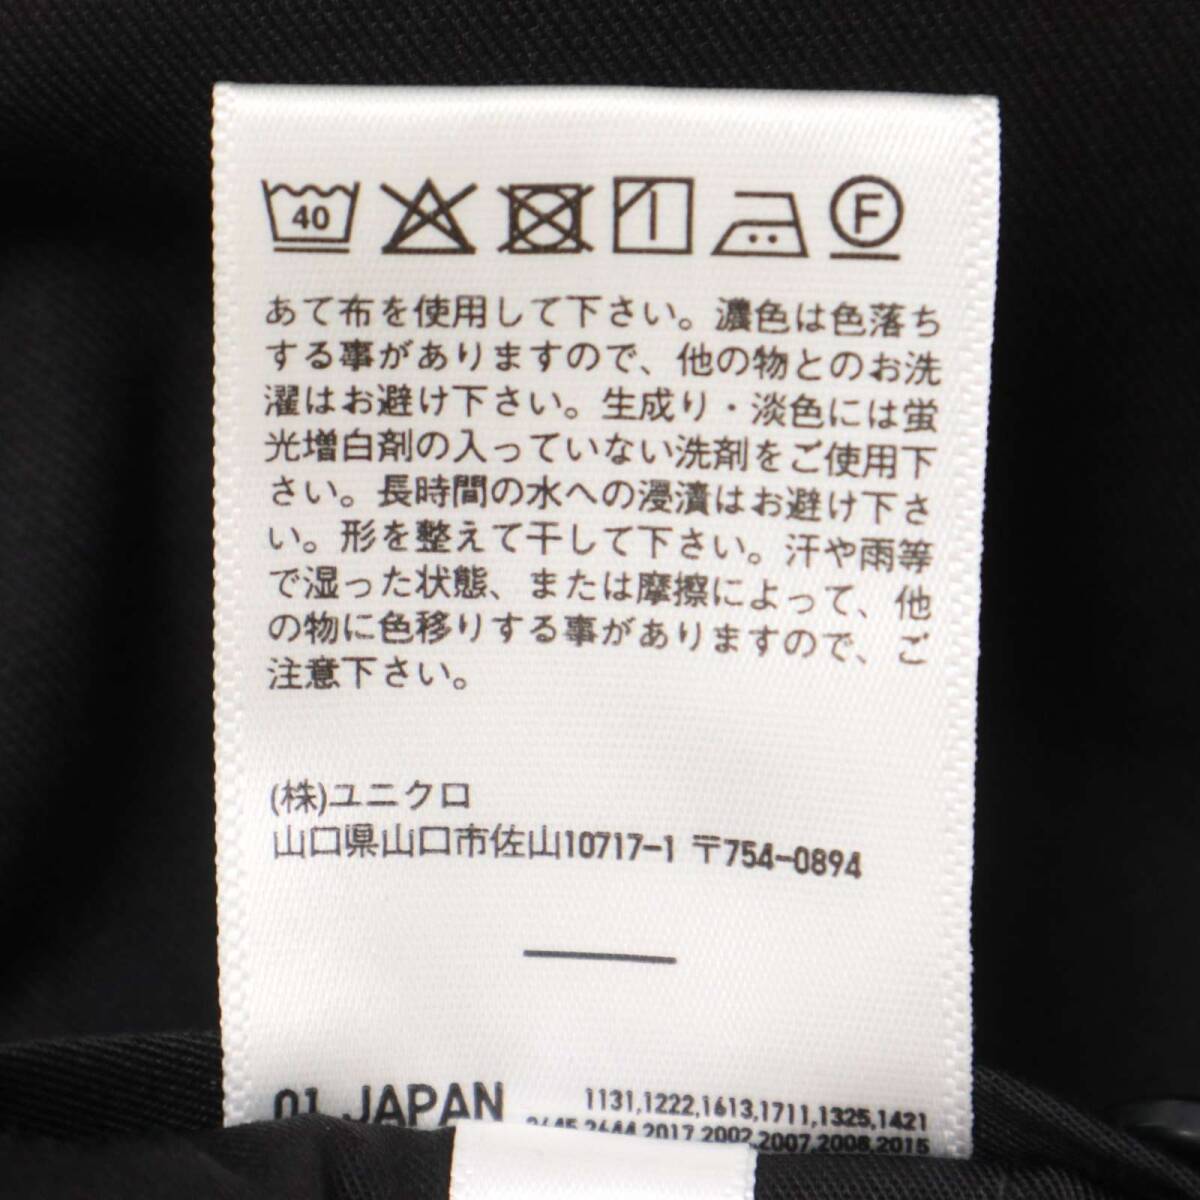 40
F
あて布を使用して下さい。濃色は色落ち
する事がありますので、他の物とのお洗
濯はお避け下さい。生成り・淡色には蛍
光増白剤の入っていない洗剤をご使用下
さい。長時間の水への浸漬はお避け下さ
い。形を整えて干して下さい。汗や雨等
で湿った状態、または摩擦によって、他
の物に色移りする事がありますので、ご
注意下さい。
(株)ユニクロ
山口県山口市佐山10717-1 〒754-0894
01 JAPAN
1131,1222,1613,1711,1325,1421
2645,2644,2017,2002,2007,2008,2015